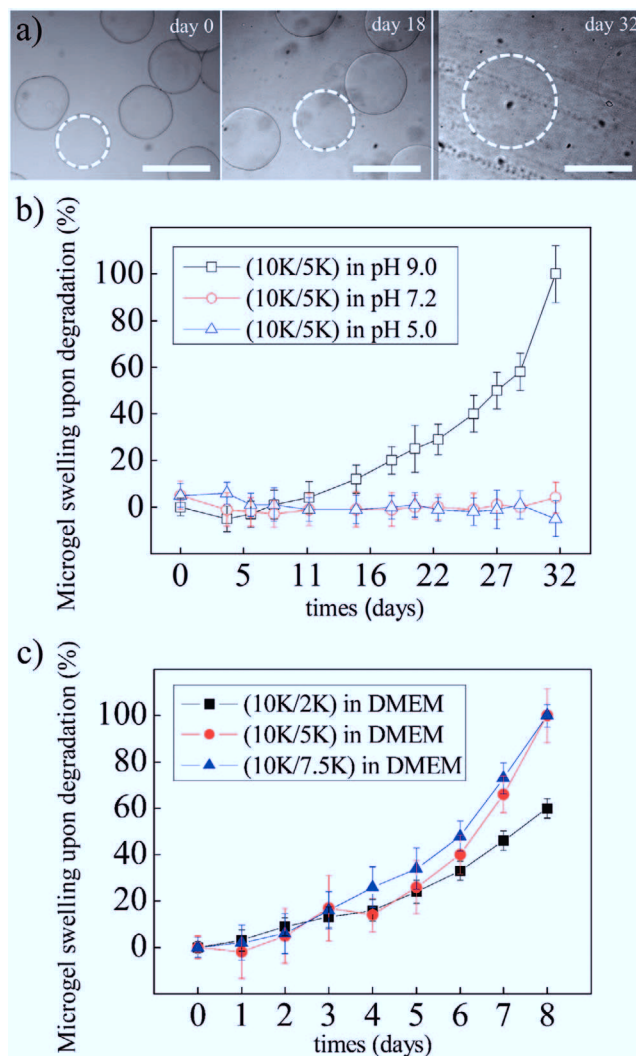 a)
day 0
day 18
day 32
b)
Microgel swelling upon degradation (%)
100
80
60
40
20
0
(10K/5K) in pH 9.0
(10K/5K) in pH 7.2
(10K/5K) in pH 5.0
0 5 11 16 22 27 32
times (days)
c)
Microgel swelling upon degradation (%)
100
80
60
40
20
0
(10K/2K) in DMEM
(10K/5K) in DMEM
(10K/7.5K) in DMEM
0 1 2 3 4 5 6 7 8
times (days)